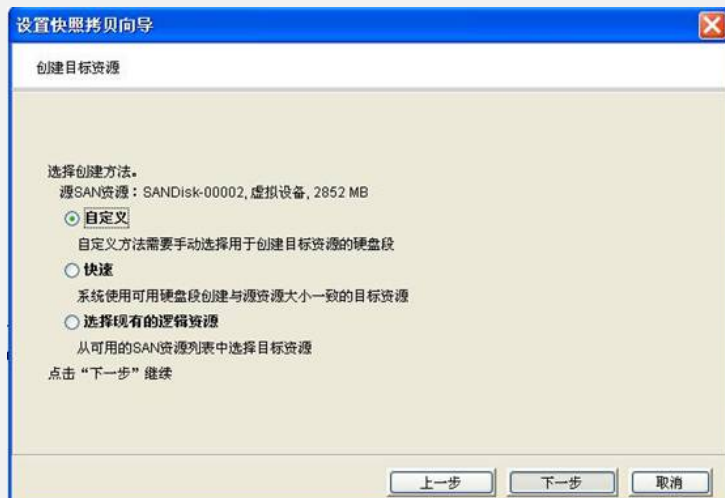 设置快照拷贝向导
创建目标资源
选择创建方法。
源SAN资源：SANDisk-00002, 虚拟设备, 2852 MB
自定义
自定义方法需要手动选择用于创建目标资源的硬盘段
快速
系统使用可用硬盘段创建与源资源大小一致的目标资源
选择现有的逻辑资源
从可用的SAN资源列表中选择目标资源
点击“下一步”继续
上一步 下一步 取消